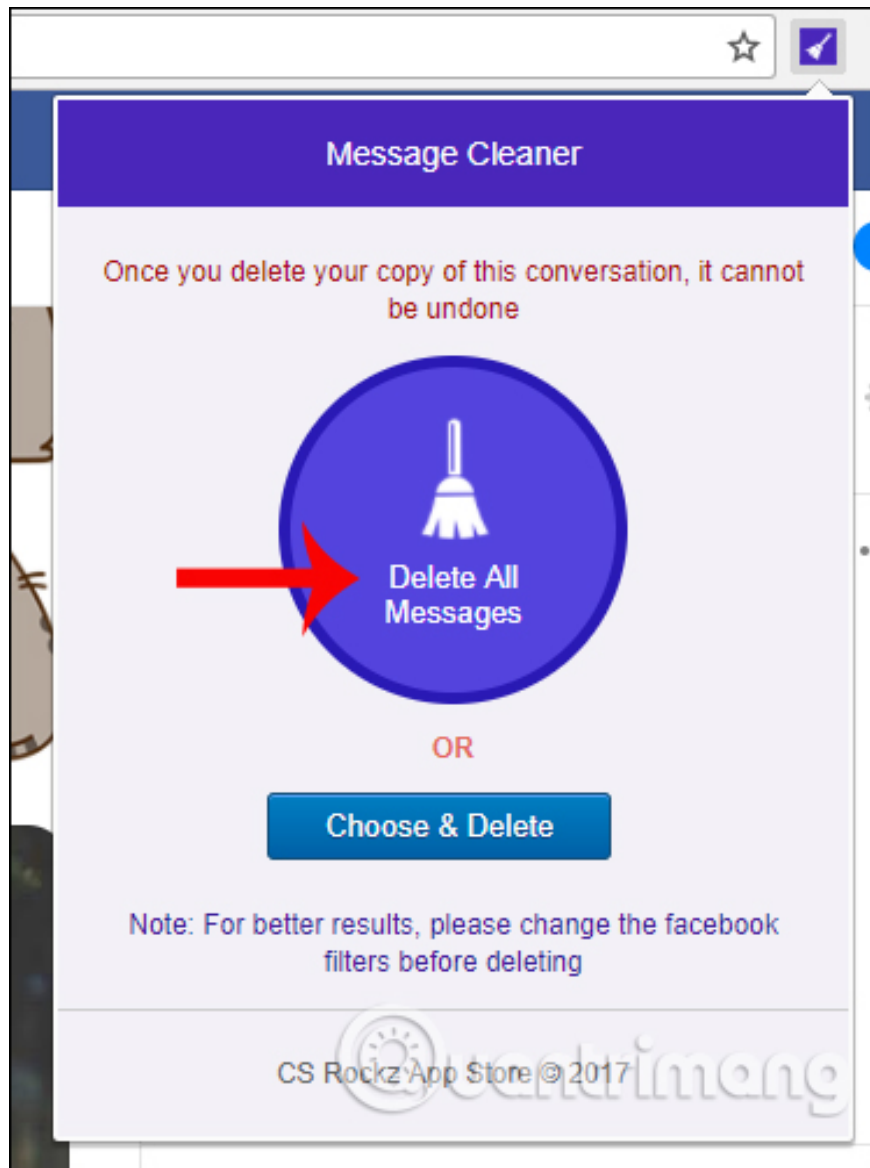 Message Cleaner
Once you delete your copy of this conversation, it cannot
be undone
Delete All
Messages
OR
Choose & Delete
Note: For better results, please change the facebook
filters before deleting
CS Rockz App Store © 2017
Quantrimang